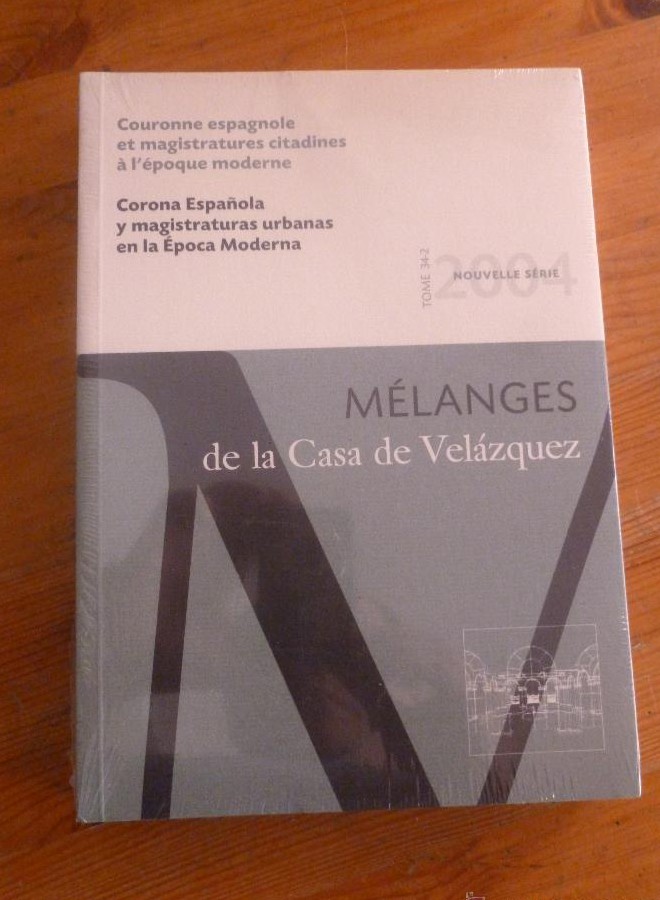 Couronne espagnole
et magistratures citadines
à l'époque moderne
Corona Española
y magistraturas urbanas
en la Época Moderna
TOME 34-2
2004
NOUVELLE SÉRIE
MÉLANGES
de la Casa de Velázquez